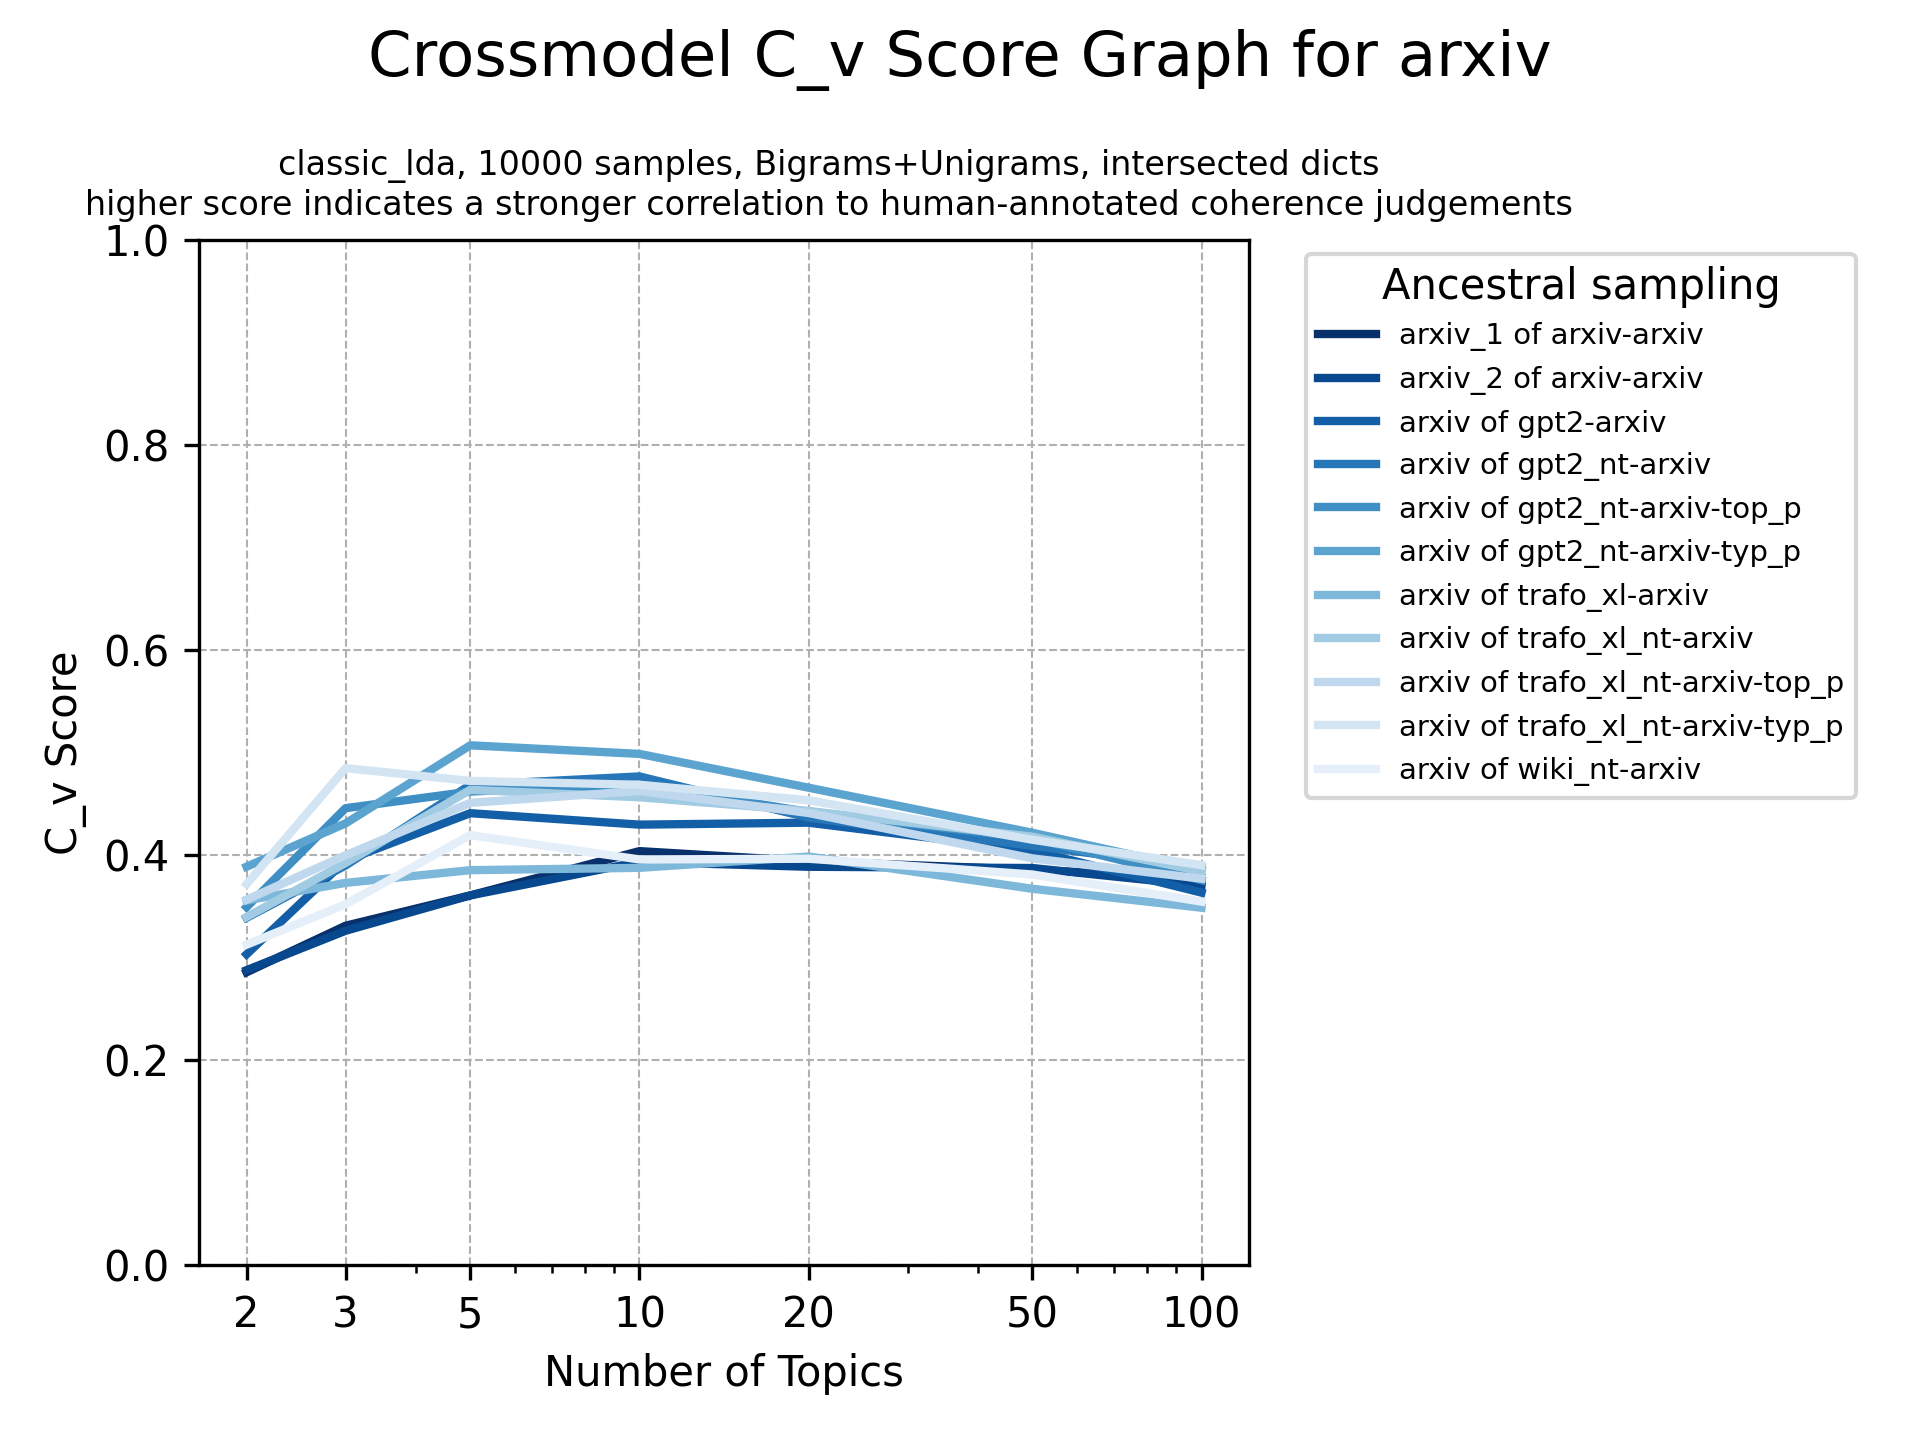 Crossmodel C_v Score Graph for arxiv
classic_lda, 10000 samples, Bigrams+Unigrams, intersected dicts
higher score indicates a stronger correlation to human-annotated coherence judgements
1.0
0.8
0.6
0.4
0.2
0.0
C_v Score
2 3 5 10 20 50 100
Number of Topics
Ancestral sampling
arxiv_1 of arxiv-arxiv
arxiv_2 of arxiv-arxiv
arxiv of gpt2-arxiv
arxiv of gpt2_nt-arxiv
arxiv of gpt2_nt-arxiv-top_p
arxiv of gpt2_nt-arxiv-typ_p
arxiv of trafo_xl-arxiv
arxiv of trafo_xl_nt-arxiv
arxiv of trafo_xl_nt-arxiv-top_p
arxiv of trafo_xl_nt-arxiv-typ_p
arxiv of wiki_nt-arxiv